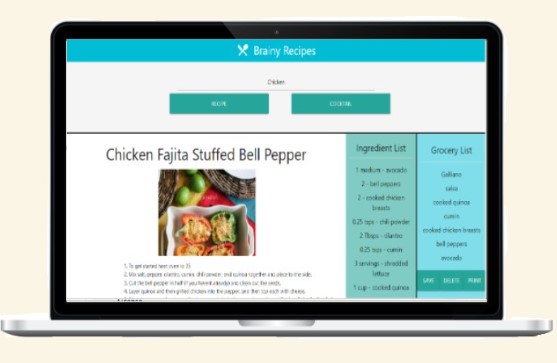 Brainy Recipes
Chicken
RECIPE
COCKTAIL
Chicken Fajita Stuffed Bell Pepper
1. To get started heat oven to 35
2. Mix salt, pepper, cilantro, cumin, chili powder and quinoa together and place to the side.
3. Cut the bell pepper in half and clean out the seeds.
4. Layer quinoa and then grilled chicken into the pepper, and then top each with cheese.
Ingredient List
1 medium - avocado
2 - bell peppers
2 - cooked chicken
breasts
0.25 tsps - chili powder
2 Tbsps - cilantro
0.25 tsps - cumin
3 servings - shredded
lettuce
1 cup - cooked quinoa
Grocery List
Galliano
salsa
cooked quinoa
cumin
cooked chicken breasts
bell peppers
avocado
SAVE
DELETE
PRINT